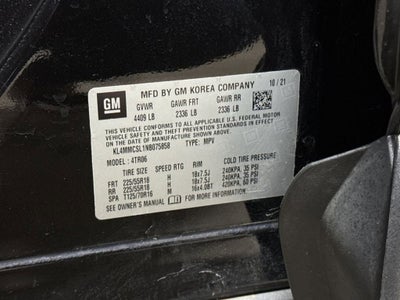 GM
MFD BY GM KOREA COMPANY 10 / 21
GVWR GAWR FRT GAWR RR
4409 LB 2336 LB 2336 LB
THIS VEHICLE CONFORMS TO ALL APPLICABLE U.S. FEDERAL MOTOR
VEHICLE SAFETY AND THEFT PREVENTION STANDARDS IN EFFECT
ON THE DATE OF MANUFACTURE SHOWN ABOVE.
KL4MMCSL1NB075858 TYPE: MPV
MODEL: 4TR06
TIRE SIZE SPEED RTG RIM COLD TIRE PRESSURE
FRT 225/55R18 H 18x7.5J 240KPA, 35 PSI
RR 225/55R18 H 18x7.5J 240KPA, 35 PSI
SPA T125/70R16 M 16x4.0BT 420KPA, 60 PSI
SEE OWNER'S MANUAL FOR MORE INFORMATION